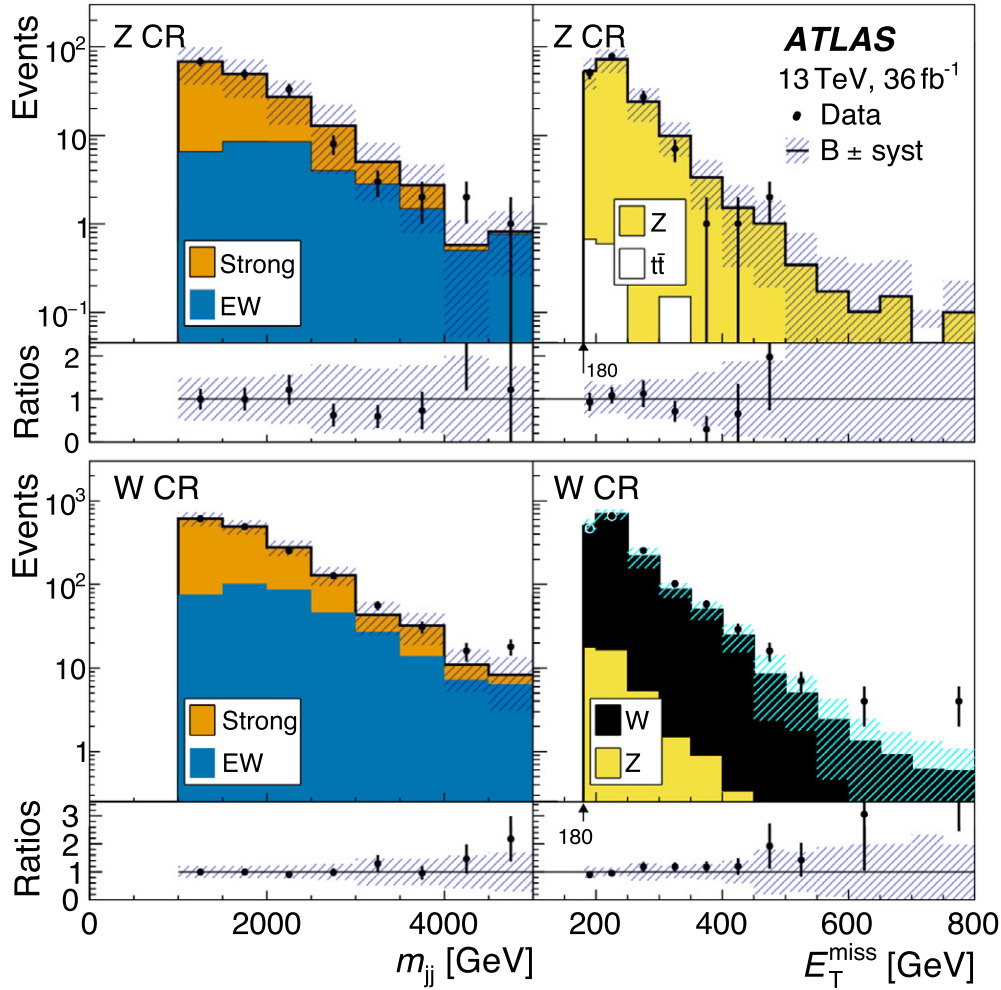 Z CR
Z CR
ATLAS
13 TeV, 36 fb⁻¹
Data
B ± syst
Events
10²
10
1
10⁻¹
Strong
EW
Z
tt̄
180
Ratios
2
1
0
W CR
W CR
Events
10³
10²
10
1
Strong
EW
W
Z
180
Ratios
3
2
1
0
0 2000 4000 200 400 600 800
m_jj [GeV]
E_T^miss [GeV]